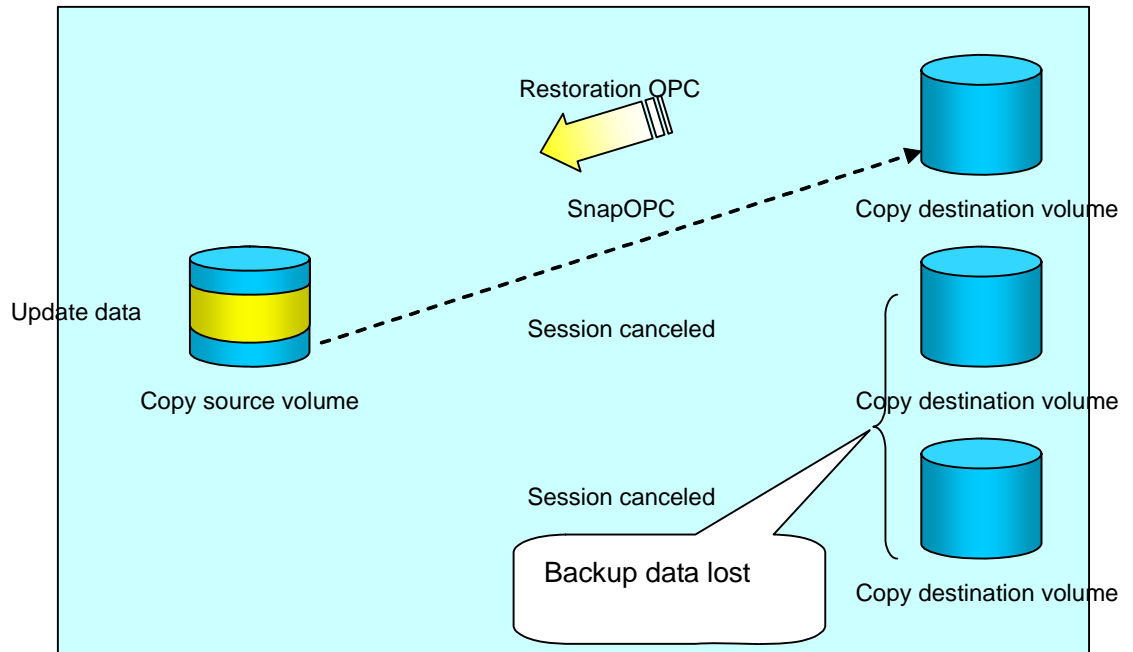 Restoration OPC
SnapOPC
Copy destination volume
Update data
Session canceled
Copy source volume
Copy destination volume
Session canceled
Backup data lost
Copy destination volume